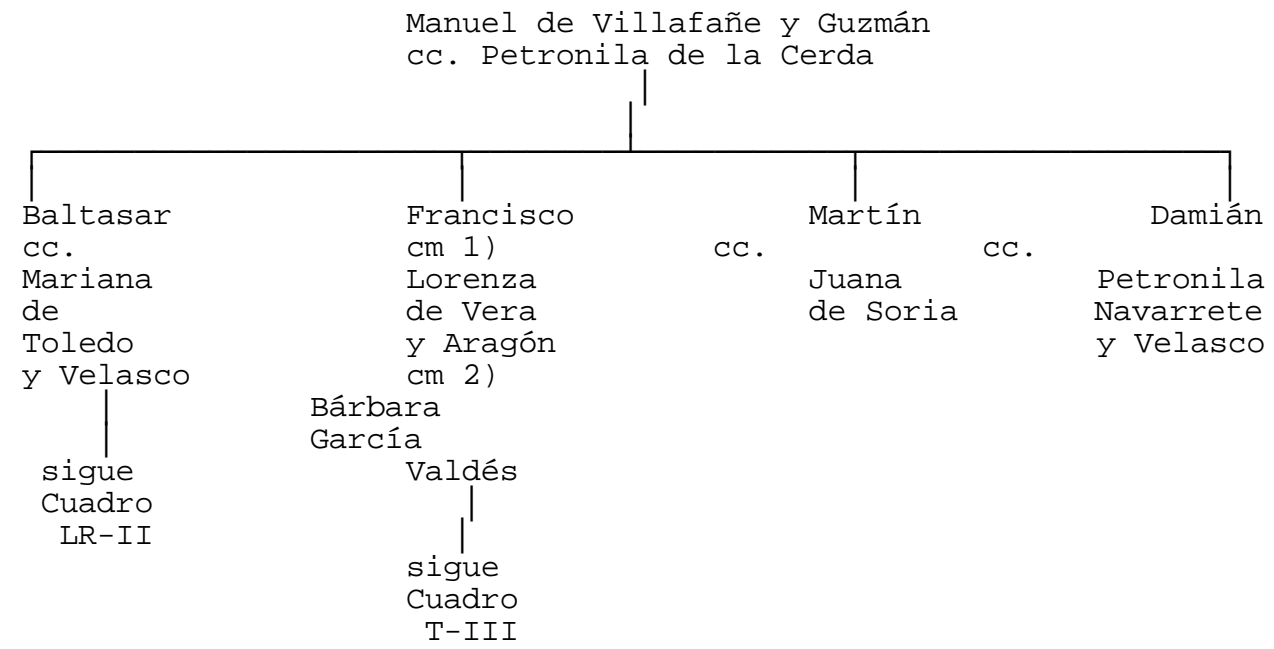 Manuel de Villafañe y Guzmán
cc. Petronila de la Cerda
Baltasar Francisco Martín Damián
cc. cm 1) cc. cc.
Mariana Lorenza Juana Petronila
de de Vera de Soria Navarrete
Toledo y Aragón y Velasco
y Velasco cm 2)
Bárbara
García
sigue Valdés
Cuadro
LR-II
sigue
Cuadro
T-III